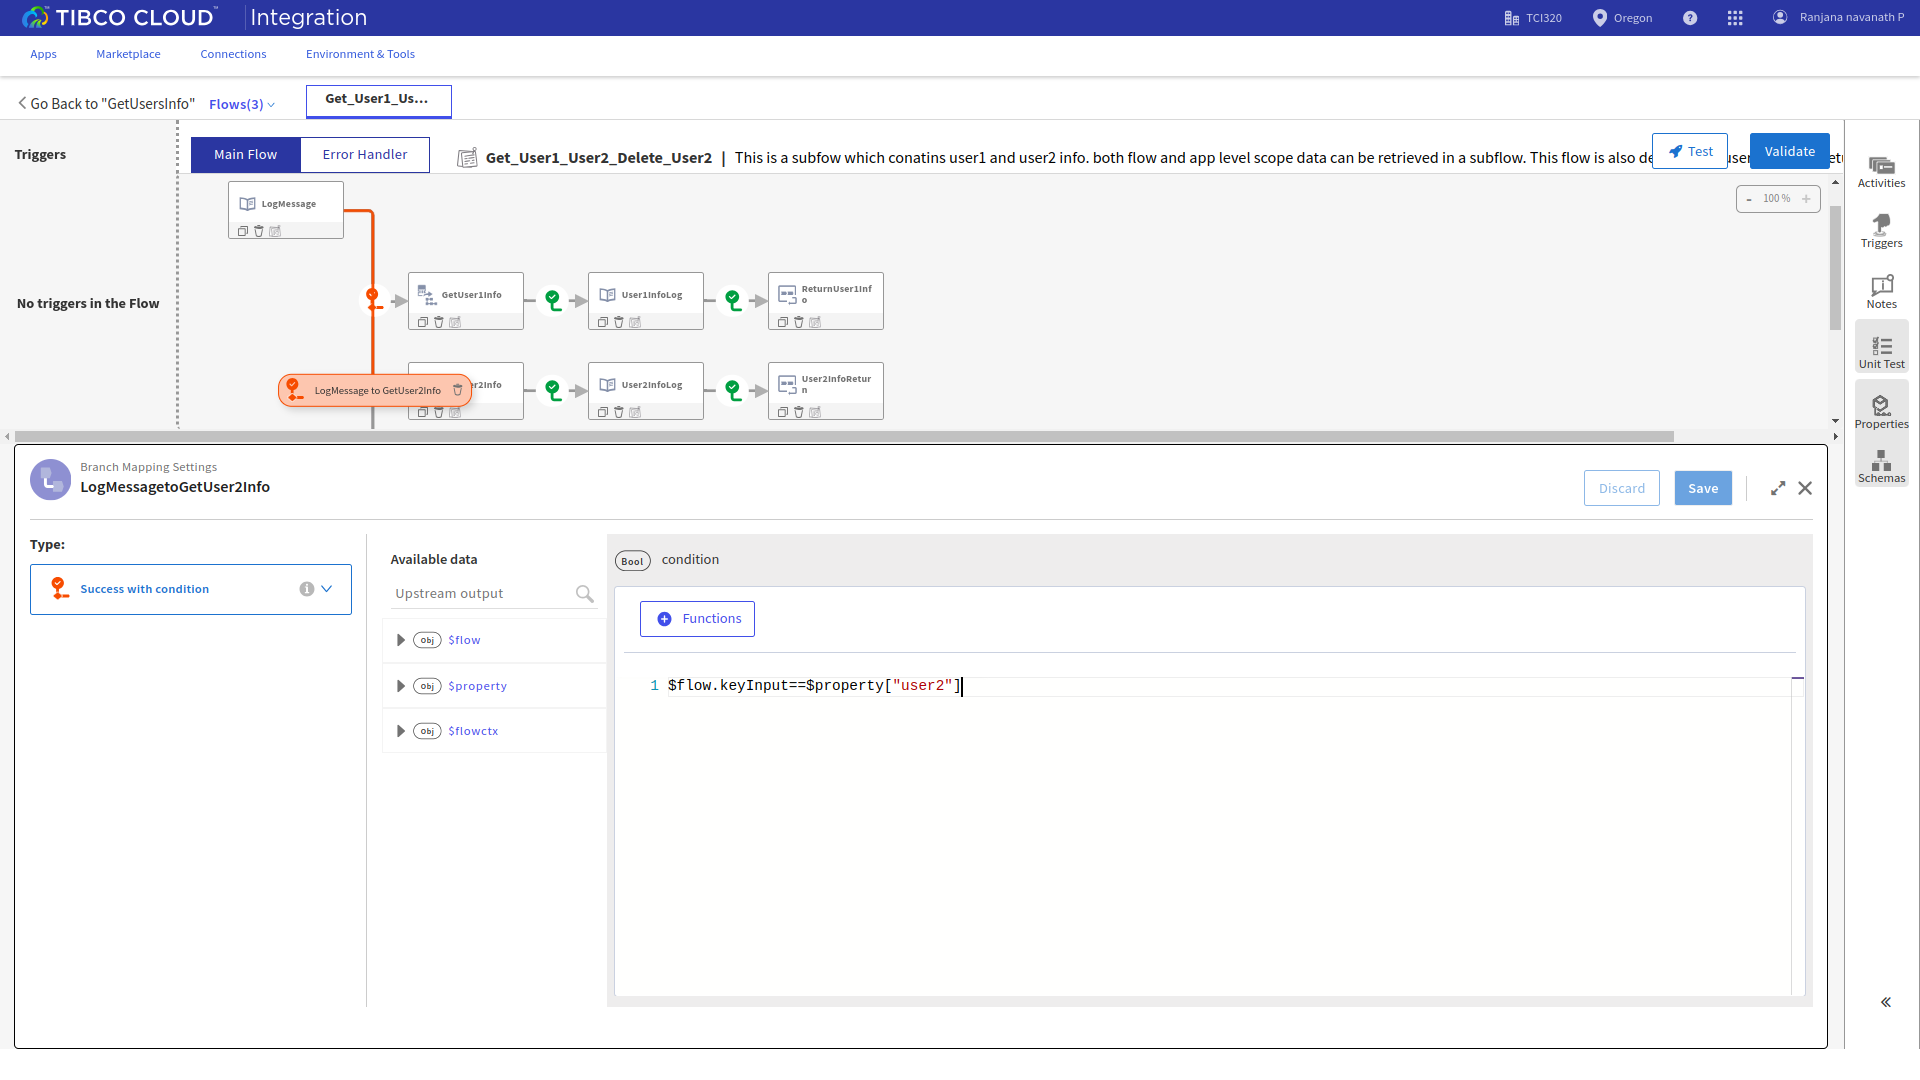 TIBCO CLOUD™ Integration
TCI320
Oregon
Ranjana navanath P
Apps
Marketplace
Connections
Environment & Tools
Go Back to "GetUsersInfo"
Flows(3)
Get_User1_Us...
Triggers
Main Flow
Error Handler
Get_User1_User2_Delete_User2 | This is a subfow which conatins user1 and user2 info. both flow and app level scope data can be retrieved in a subflow. This flow is also
Test
Validate
Activities
Triggers
Notes
Unit Test
Properties
Schemas
- 100 % +
LogMessage
No triggers in the Flow
GetUser1Info
User1InfoLog
ReturnUser1Inf
o
LogMessage to GetUser2Info
r2Info
User2InfoLog
User2InfoRetur
n
Branch Mapping Settings
LogMessagetoGetUser2Info
Discard
Save
Type:
Success with condition
Available data
Upstream output
Obj $flow
Obj $property
Obj $flowctx
Bool condition
Functions
1 $flow.keyInput==$property["user2"]